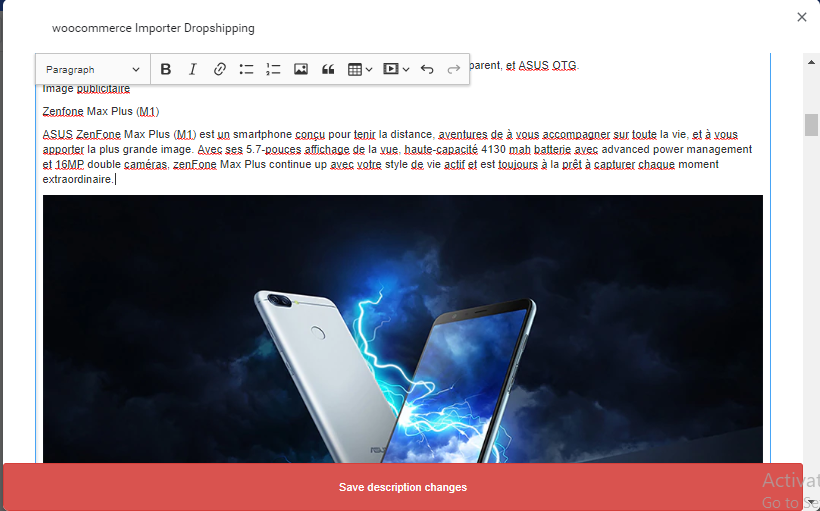 woocommerce Importer Dropshipping
Paragraph
B I
parent, et ASUS OTG.
Image publicitaire
Zenfone Max Plus (M1)
ASUS ZenFone Max Plus (M1) est un smartphone conçu pour tenir la distance, aventures de à vous accompagner sur toute la vie, et à vous
apporter la plus grande image. Avec ses 5.7-pouces affichage de la vue, haute-capacité 4130 mah batterie avec advanced power management
et 16MP double caméras, zenFone Max Plus continue up avec votre style de vie actif et est toujours à la prêt à capturer chaque moment
extraordinaire.
ASUS
Save description changes
Activat
Go to Se